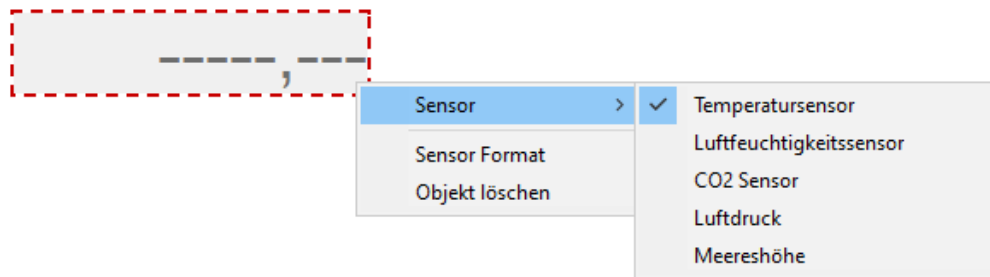 -----,---
Sensor
Temperatursensor
Luftfeuchtigkeitssensor
Sensor Format
CO2 Sensor
Objekt löschen
Luftdruck
Meereshöhe